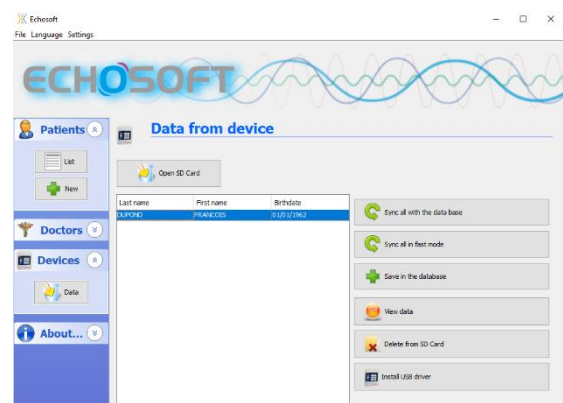 Echosoft
File Language Settings
ECHOSOFT
Patients
List
New
Doctors
Devices
Data
About...
Data from device
Open SD Card
Last name First name Birthdate
DUPOND FRANCOIS 01/01/1962
Sync all with the data base
Sync all in fast mode
Save in the database
View data
Delete from SD Card
Install USB driver